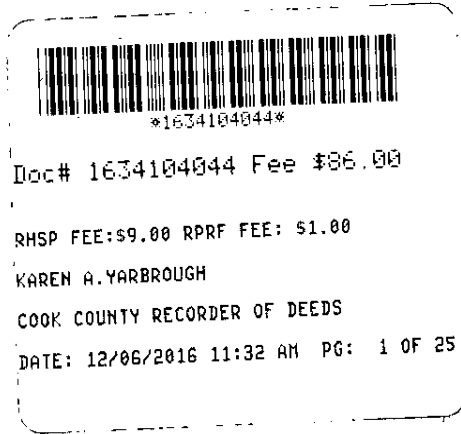 *1634104044*
Doc# 1634104044 Fee $86.00
RHSP FEE:$9.00 RPRF FEE: $1.00
KAREN A.YARBROUGH
COOK COUNTY RECORDER OF DEEDS
DATE: 12/06/2016 11:32 AM PG: 1 OF 25